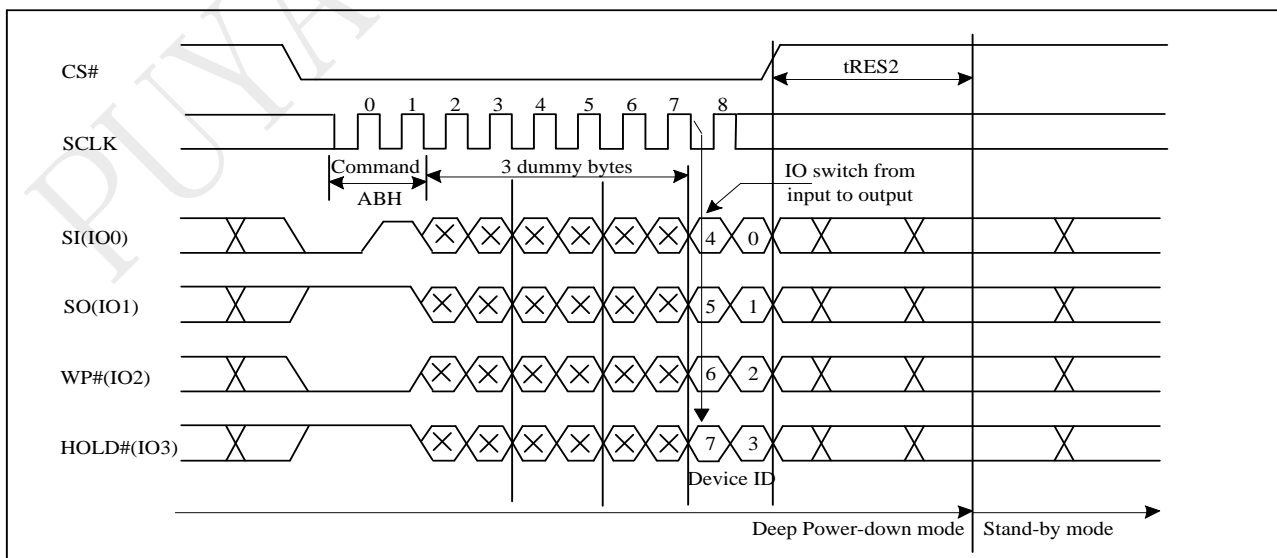 PUYA
CS#
tRES2
0 1 2 3 4 5 6 7 8
SCLK
Command
ABH
3 dummy bytes
IO switch from
input to output
SI(IO0)
4 0
SO(IO1)
5 1
WP#(IO2)
6 2
HOLD#(IO3)
7 3
Device ID
Deep Power-down mode
Stand-by mode